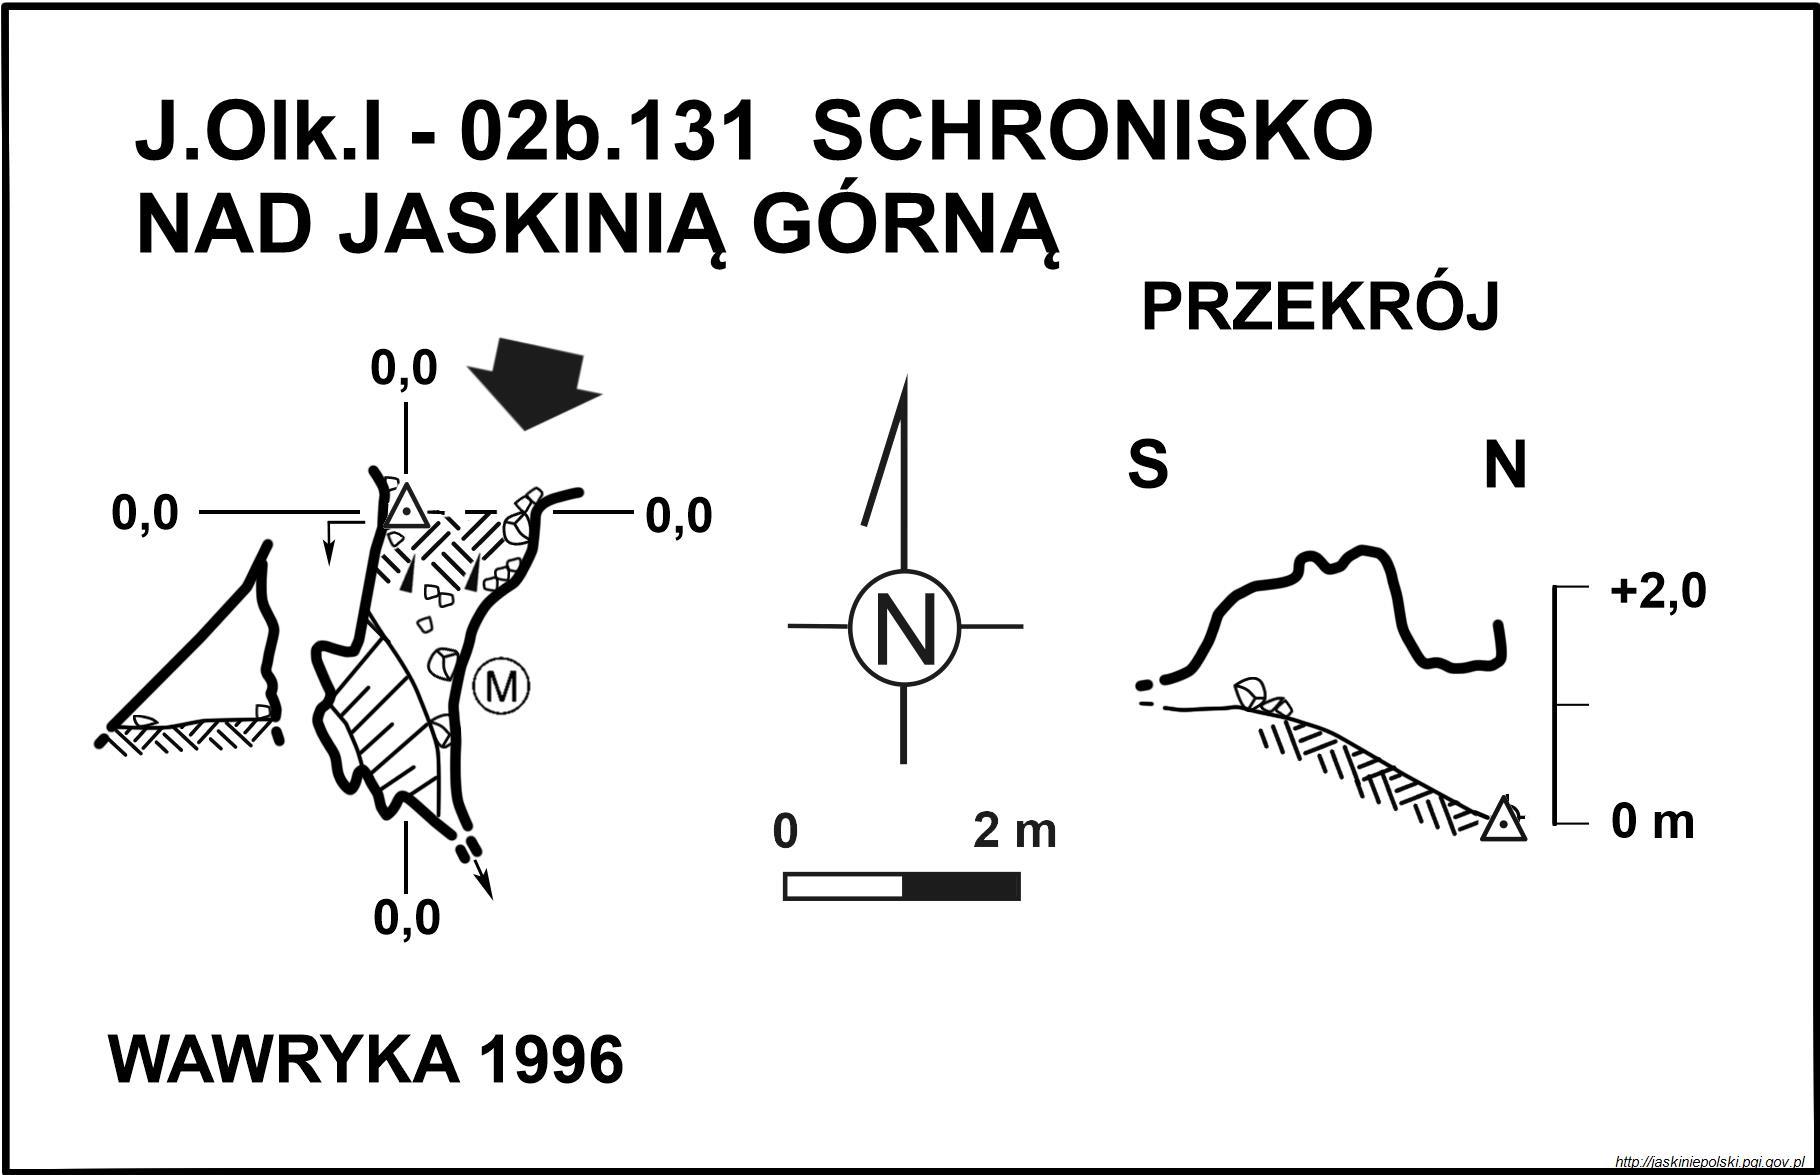 J.Olk.I - 02b.131 SCHRONISKO
NAD JASKINIĄ GÓRNĄ
PRZEKRÓJ
0,0
0,0
0,0
M
0,0
N
0
2 m
S
N
+2,0
0 m
WAWRYKA 1996
http://jaskiniepolski.pgi.gov.pl